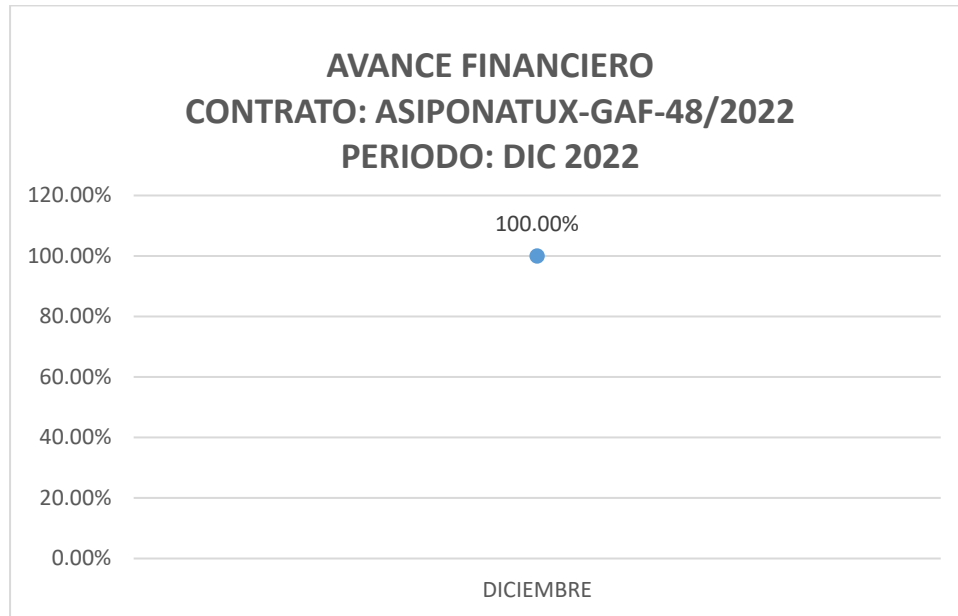 AVANCE FINANCIERO
CONTRATO: ASIPONATUX-GAF-48/2022
PERIODO: DIC 2022
120.00%
100.00%
100.00%
80.00%
60.00%
40.00%
20.00%
0.00%
DICIEMBRE